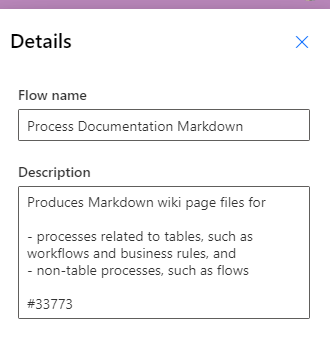 Details
Flow name
Process Documentation Markdown
Description
Produces Markdown wiki page files for
- processes related to tables, such as
workflows and business rules, and
- non-table processes, such as flows
#33773